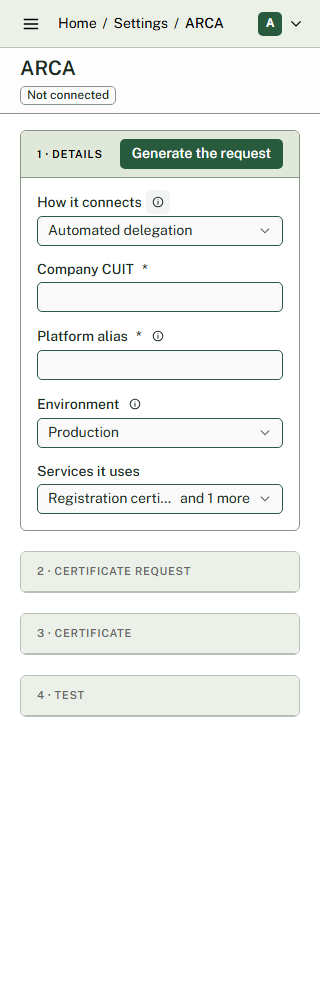 Home / Settings / ARCA
A
ARCA
Not connected
1 · DETAILS
Generate the request
How it connects
Automated delegation
Company CUIT *
Platform alias *
Environment
Production
Services it uses
Registration certi... and 1 more
2 · CERTIFICATE REQUEST
3 · CERTIFICATE
4 · TEST